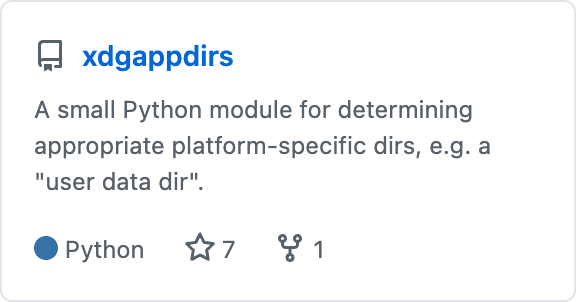 xdgappdirs
A small Python module for determining
appropriate platform-specific dirs, e.g. a
"user data dir".
Python 7 1